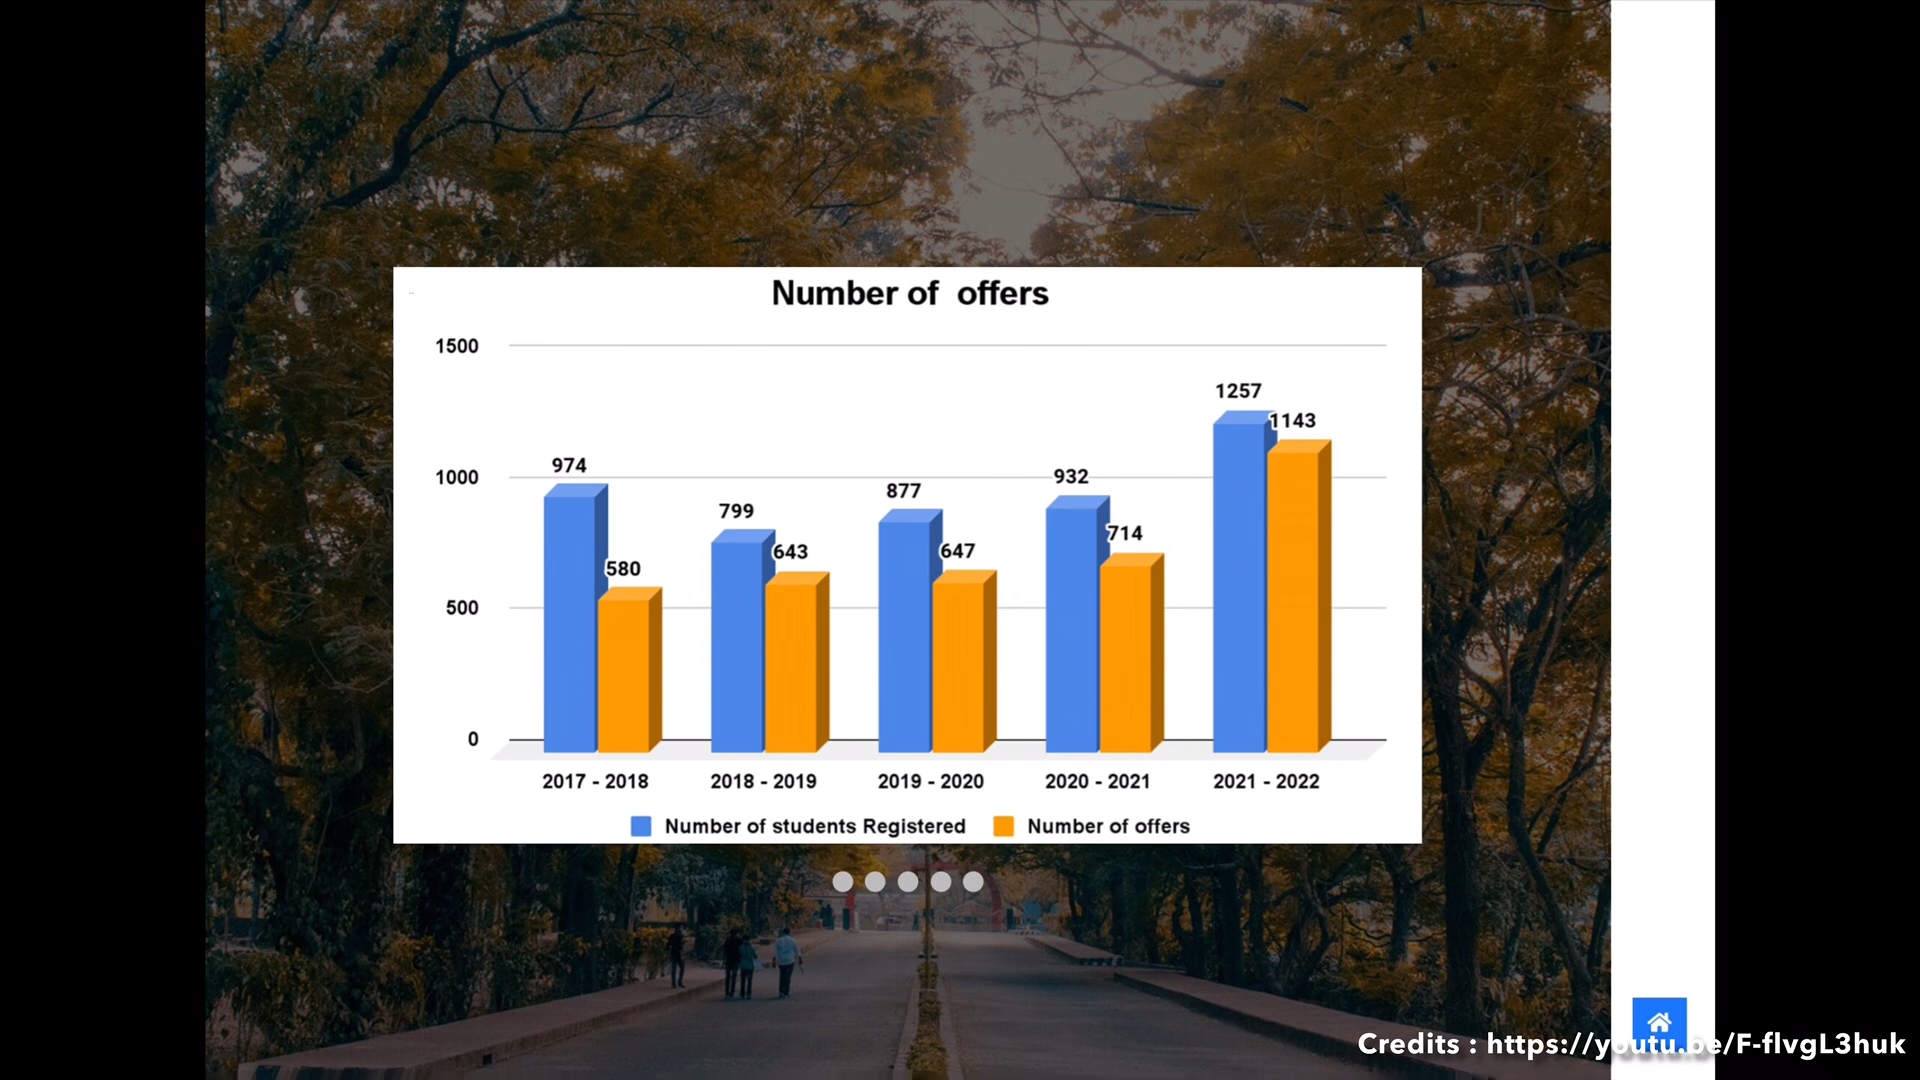 Number of offers
1500
1000
500
0
974
580
799
643
877
647
932
714
1257
1143
2017 - 2018
2018 - 2019
2019 - 2020
2020 - 2021
2021 - 2022
Number of students Registered
Number of offers
Credits : https://youtu.be/F-flvgL3huk